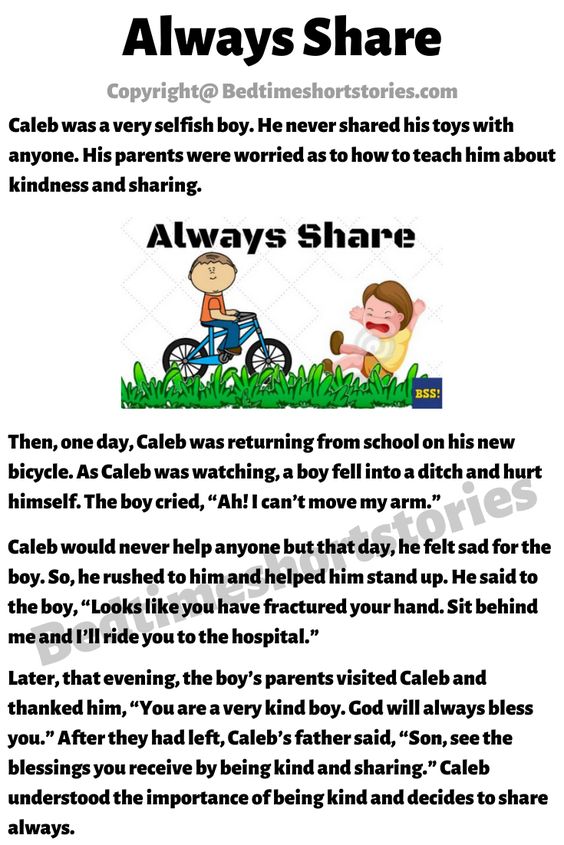 Always Share
Copyright@ Bedtimeshortstories.com
Caleb was a very selfish boy. He never shared his toys with
anyone. His parents were worried as to how to teach him about
kindness and sharing.
Always Share
BSS!
Then, one day, Caleb was returning from school on his new
bicycle. As Caleb was watching, a boy fell into a ditch and hurt
himself. The boy cried, “Ah! I can’t move my arm.”
Caleb would never help anyone but that day, he felt sad for the
boy. So, he rushed to him and helped him stand up. He said to
the boy, “Looks like you have fractured your hand. Sit behind
me and I’ll ride you to the hospital.”
Bedtimeshortstories
Later, that evening, the boy’s parents visited Caleb and
thanked him, “You are a very kind boy. God will always bless
you.” After they had left, Caleb’s father said, “Son, see the
blessings you receive by being kind and sharing.” Caleb
understood the importance of being kind and decides to share
always.